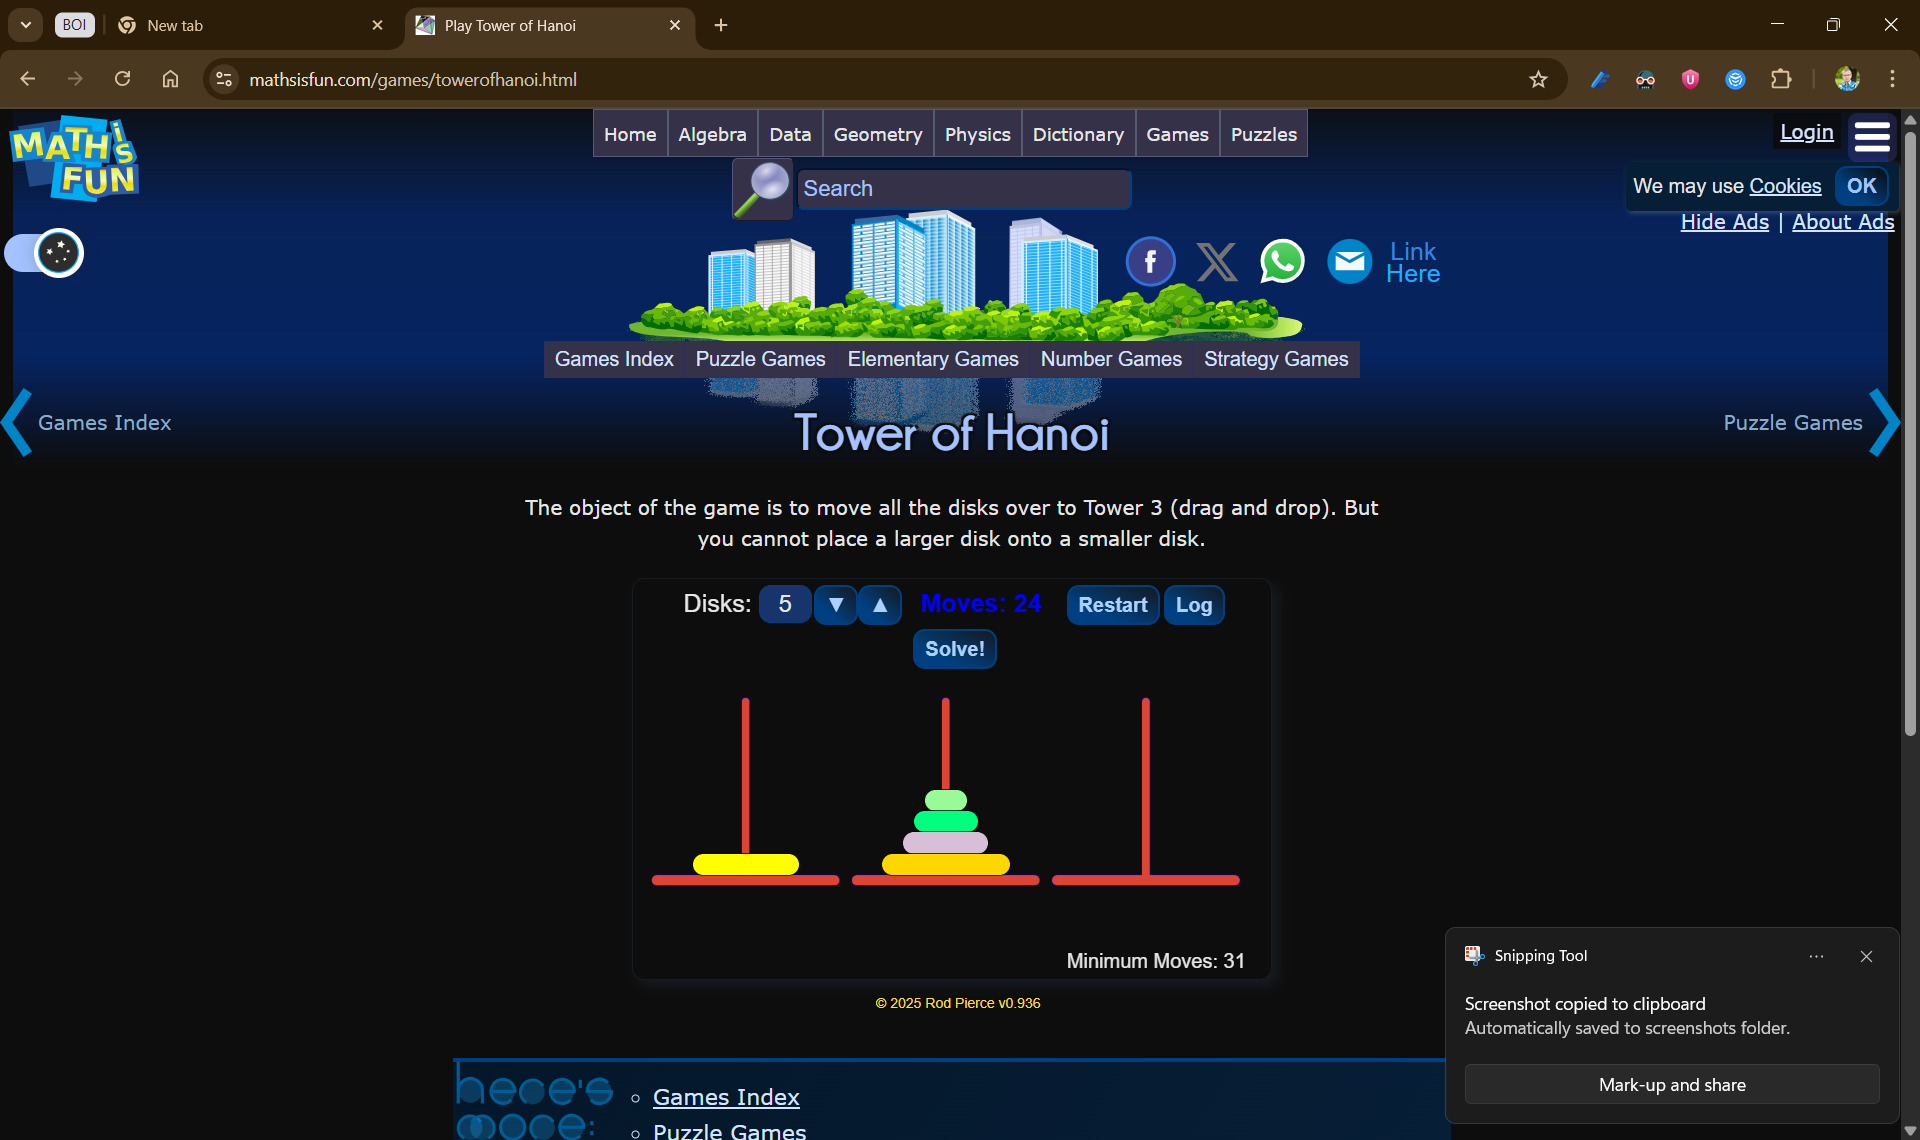 BOI
New tab
Play Tower of Hanoi
mathsisfun.com/games/towerofhanoi.html
MATH iS FUN
Home Algebra Data Geometry Physics Dictionary Games Puzzles
Login
Search
We may use Cookies OK
Hide Ads | About Ads
Link
Here
Games Index Puzzle Games Elementary Games Number Games Strategy Games
Games Index
Puzzle Games
Tower of Hanoi
The object of the game is to move all the disks over to Tower 3 (drag and drop). But
you cannot place a larger disk onto a smaller disk.
Disks: 5 ▼ ▲ Moves: 24 Restart Log
Solve!
Minimum Moves: 31
© 2025 Rod Pierce v0.936
Snipping Tool
Screenshot copied to clipboard
Automatically saved to screenshots folder.
Mark-up and share
here's
more:
Games Index
Puzzle Games